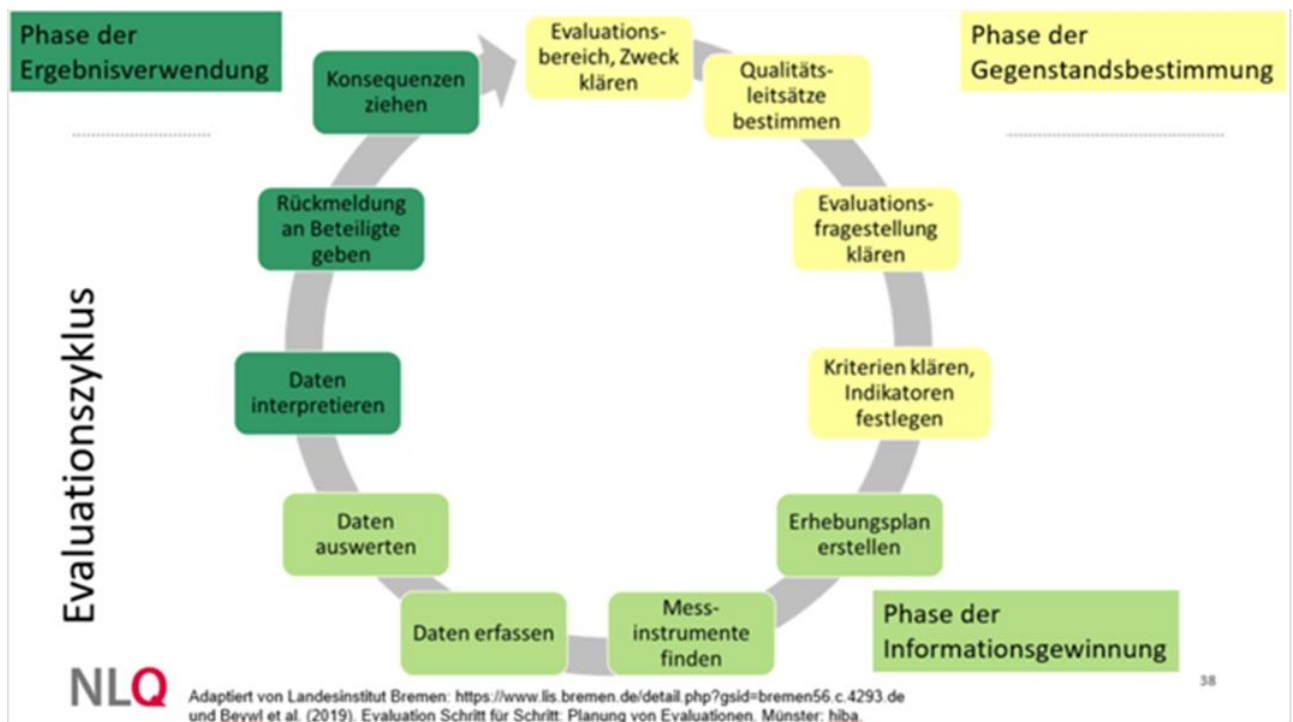 Phase der
Ergebnisverwendung
Evaluations-
bereich, Zweck
klären
Phase der
Gegenstandsbestimmung
Konsequenzen
ziehen
Qualitäts-
leitsätze
bestimmen
Rückmeldung
an Beteiligte
geben
Evaluations-
fragestellung
klären
Evaluationszyklus
Daten
interpretieren
Kriterien klären,
Indikatoren
festlegen
Daten
auswerten
Erhebungsplan
erstellen
Daten erfassen
Mess-
instrumente
finden
Phase der
Informationsgewinnung
NLQ
Adaptiert von Landesinstitut Bremen: https://www.lis.bremen.de/detail.php?gsid=bremen56.c.4293.de
und Beywl et al. (2019). Evaluation Schritt für Schritt: Planung von Evaluationen. Münster: hiba.
38